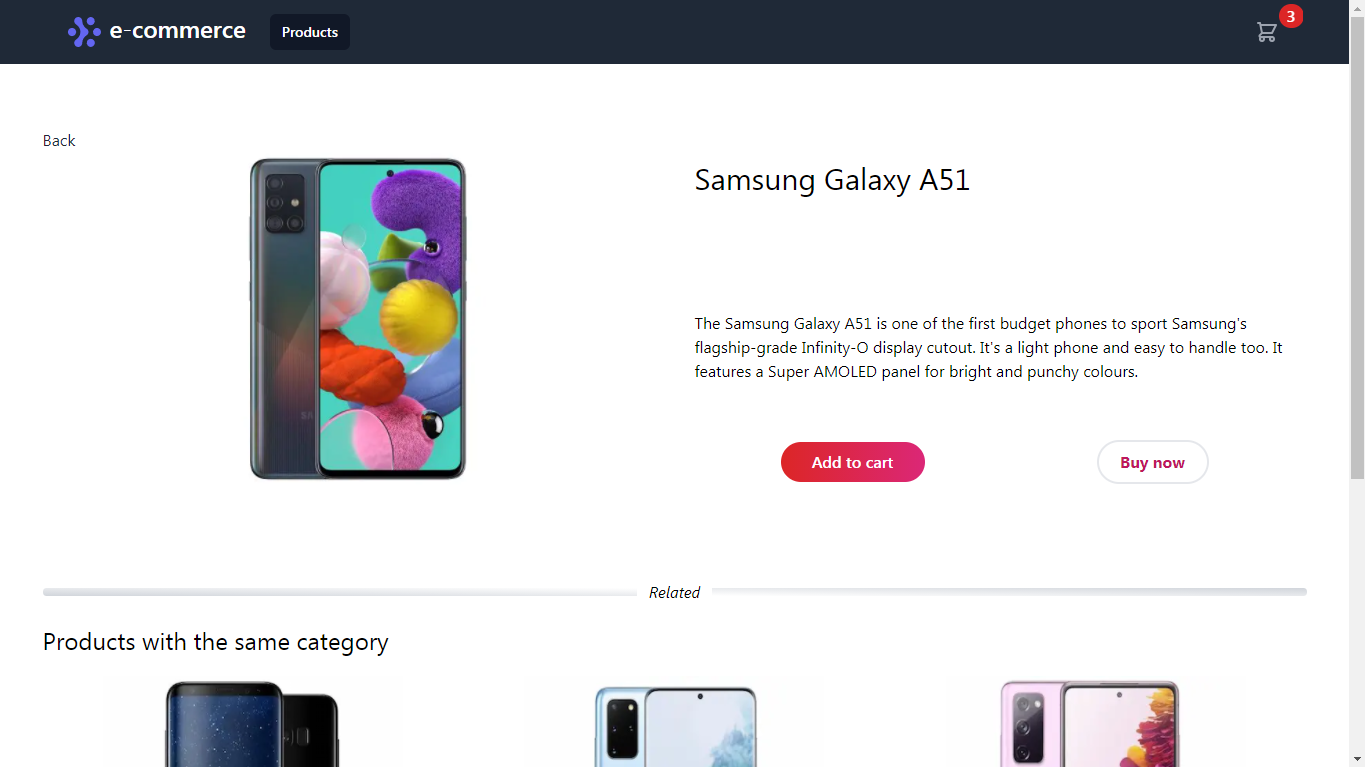 e-commerce
Products
3
Back
Samsung Galaxy A51
The Samsung Galaxy A51 is one of the first budget phones to sport Samsung's
flagship-grade Infinity-O display cutout. It's a light phone and easy to handle too. It
features a Super AMOLED panel for bright and punchy colours.
Add to cart
Buy now
Related
Products with the same category